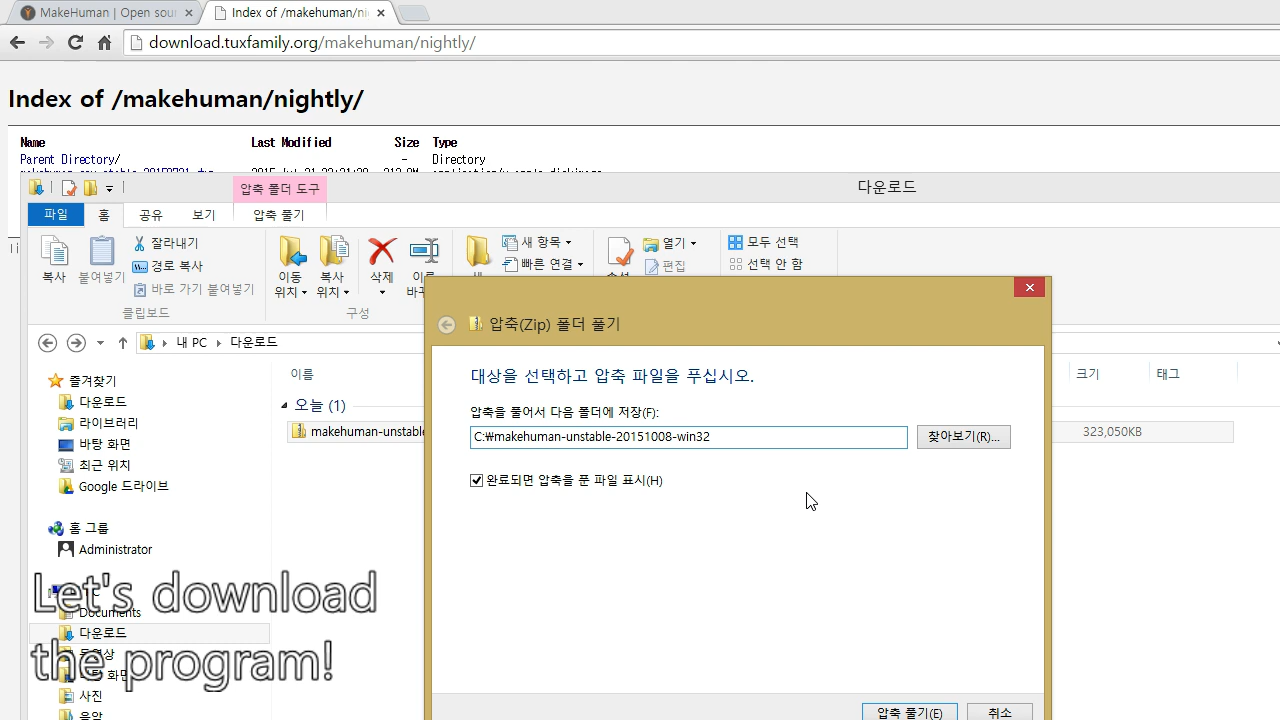 MakeHuman | Open sour
Index of /makehuman/ni
download.tuxfamily.org/makehuman/nightly/
Index of /makehuman/nightly/
Name Last Modified Size Type
Parent Directory/ - Directory
압축 폴더 도구
다운로드
파일 홈 공유 보기 압축 풀기
복사
붙여넣기
잘라내기
경로 복사
바로 가기 붙여넣기
클립보드
이동 위치
복사 위치
삭제
구성
새 항목
빠른 연결
열기
편집
모두 선택
선택 안 함
내 PC 다운로드
이름
크기
태그
오늘 (1)
makehuman-unstable
323,050KB
즐겨찾기
다운로드
라이브러리
바탕 화면
최근 위치
Google 드라이브
홈 그룹
Administrator
Documents
다운로드
동영상
사진
음악
압축(Zip) 폴더 풀기
대상을 선택하고 압축 파일을 푸십시오.
압축을 풀어서 다음 폴더에 저장(F):
C:₩makehuman-unstable-20151008-win32
찾아보기(R)...
완료되면 압축을 푼 파일 표시(H)
압축 풀기(E)
취소
Let's download
the program!